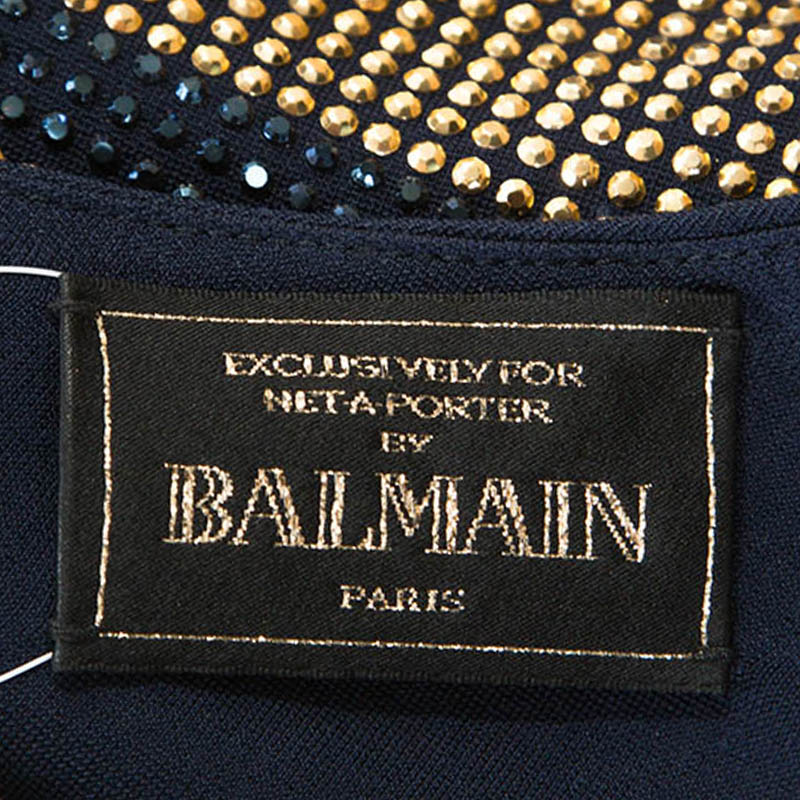 EXCLUSIVELY FOR
NET-A-PORTER
BY
BALMAIN
PARIS